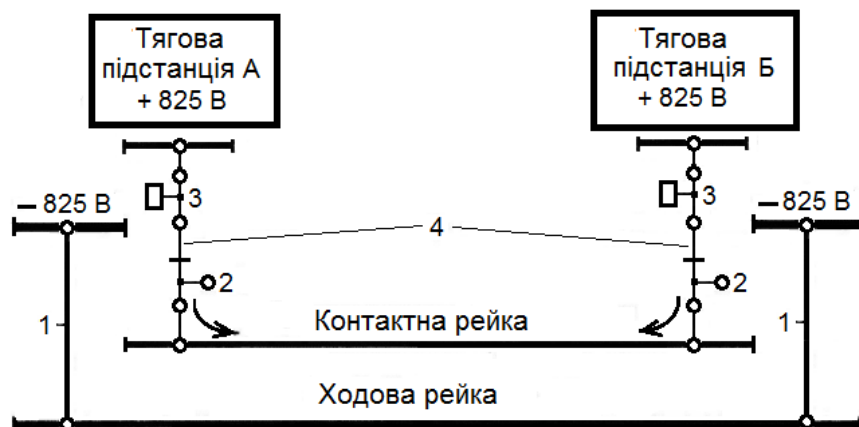 Тягова
підстанція А
+ 825 В
Тягова
підстанція Б
+ 825 В
3
3
– 825 В
– 825 В
4
2
2
1
1
Контактна рейка
Ходова рейка